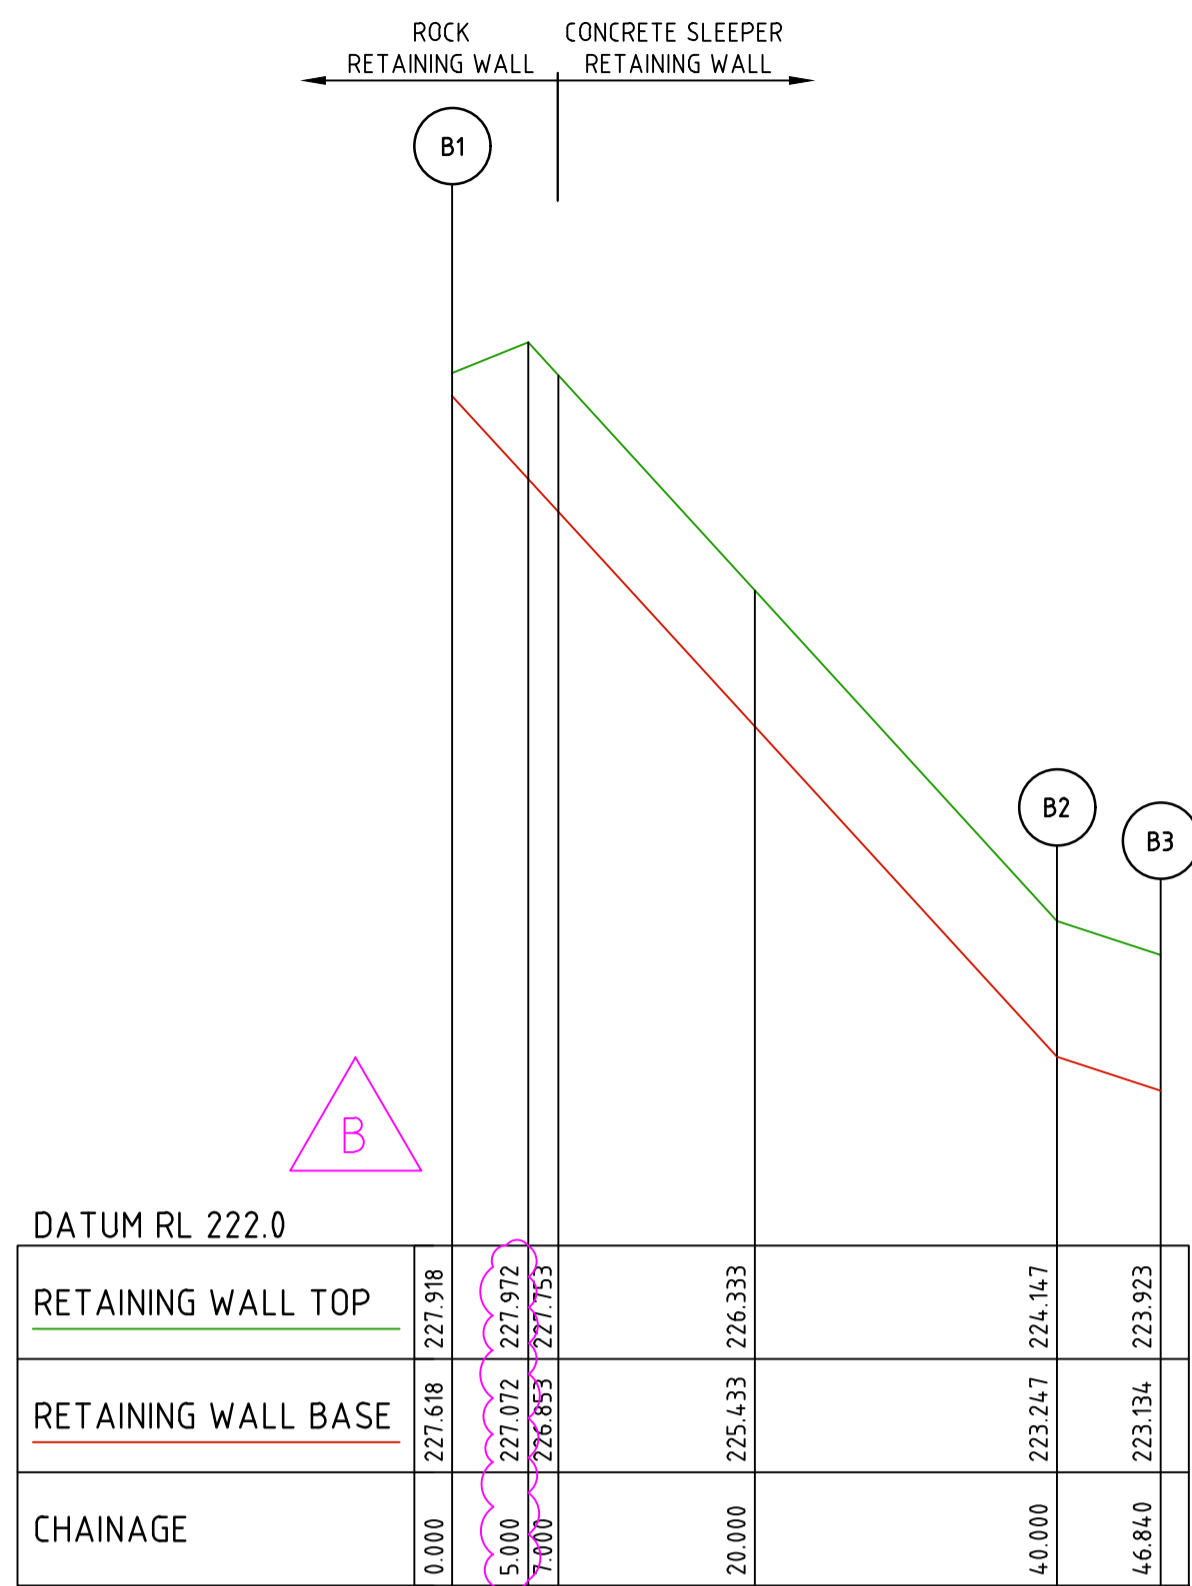 ROCK
RETAINING WALL
CONCRETE SLEEPER
RETAINING WALL
B1
B2
B3
B
DATUM RL 222.0
RETAINING WALL TOP 227.918 227.972 227.753 226.333 224.147 223.923
RETAINING WALL BASE 227.618 227.072 226.853 225.433 223.247 223.134
CHAINAGE 0.000 5.000 7.000 20.000 40.000 46.840